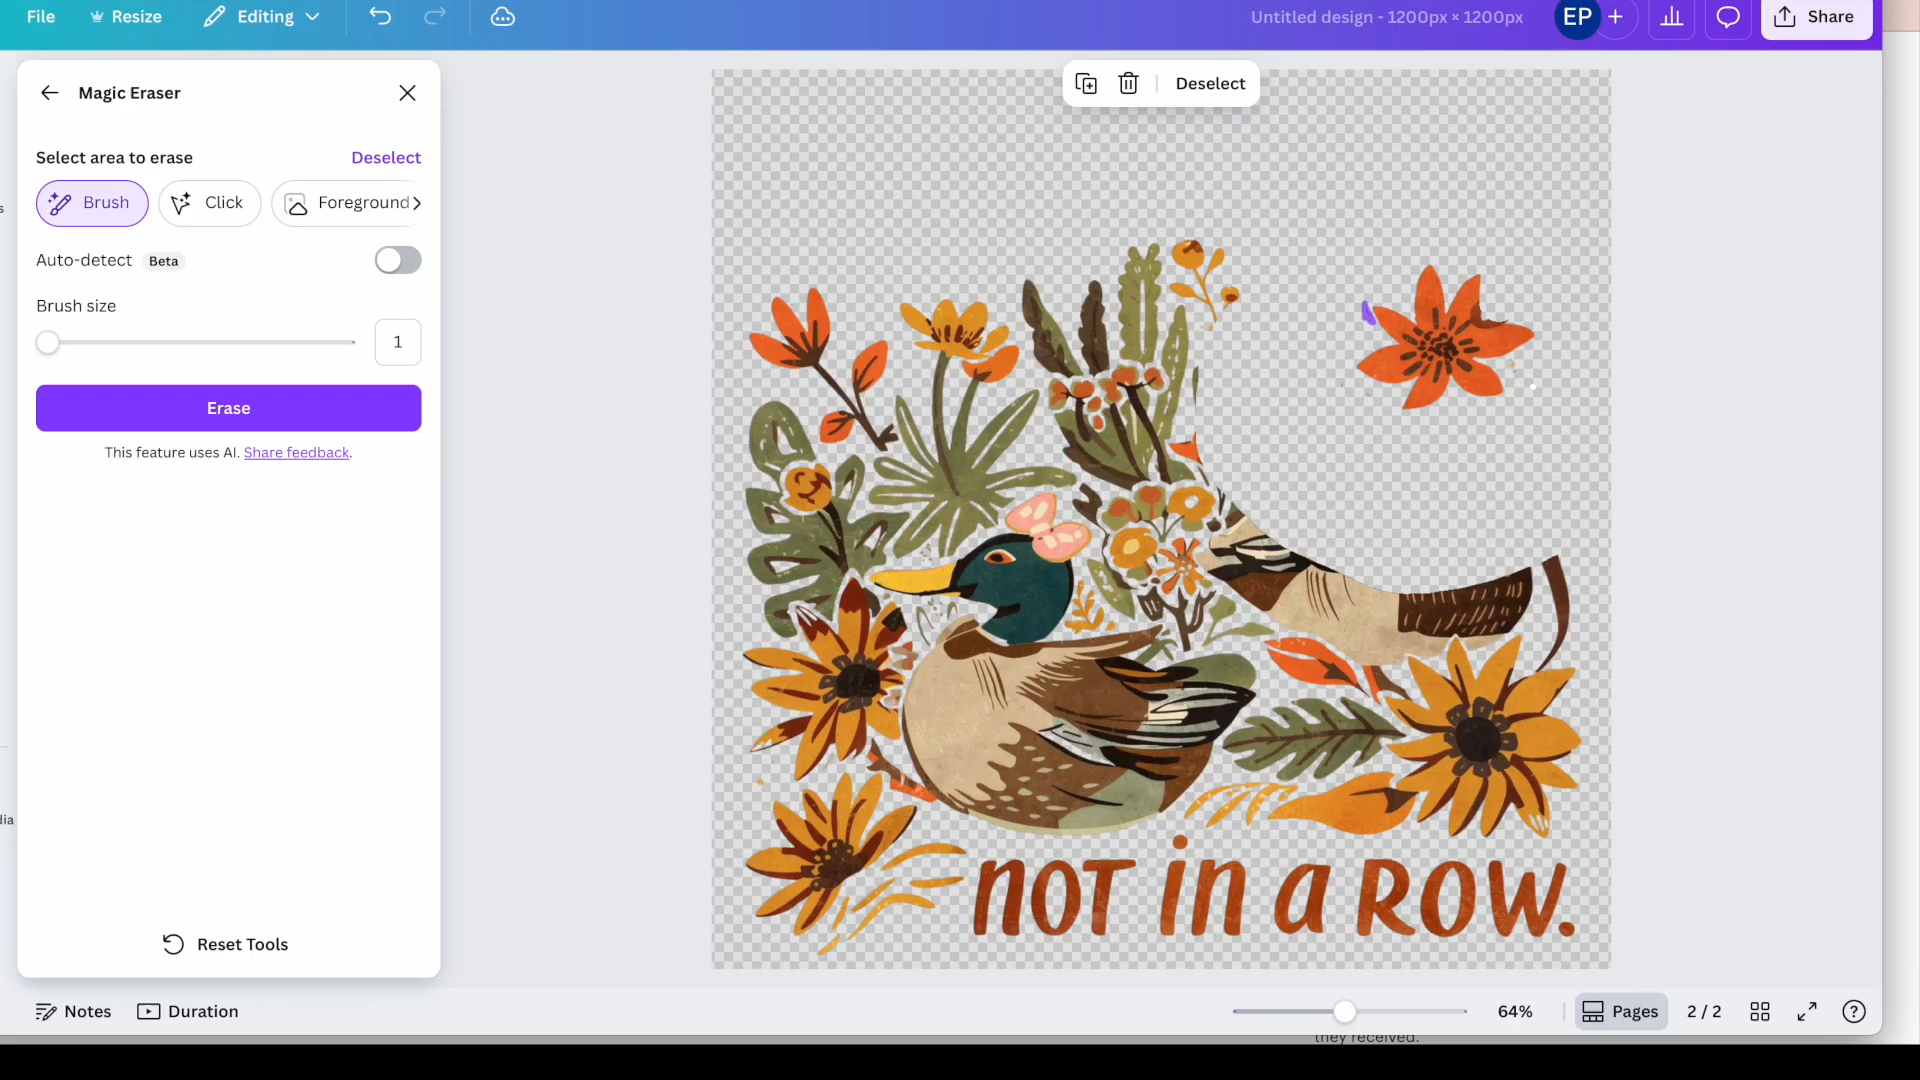 File
Resize
Editing
Untitled design - 1200px × 1200px
EP
Share
Magic Eraser
Deselect
Select area to erase
Deselect
Brush
Click
Foreground
Auto-detect
Beta
Brush size
1
Erase
This feature uses AI. Share feedback.
NOT in a ROW.
Reset Tools
Notes
Duration
64%
Pages
2 / 2
they received.